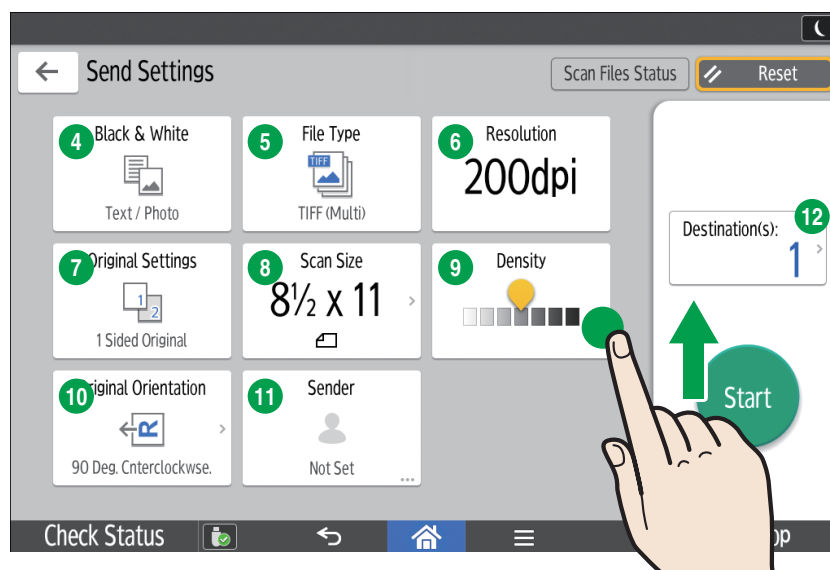 Send Settings
Scan Files Status
Reset
4
Black & White
Text / Photo
5
File Type
TIFF
TIFF (Multi)
6
Resolution
200dpi
Destination(s):
12
1
7
Original Settings
1
2
1 Sided Original
8
Scan Size
8½ x 11
9
Density
10
riginal Orientation
R
90 Deg. Cnterclockwse.
11
Sender
Not Set
...
Start
Check Status
op